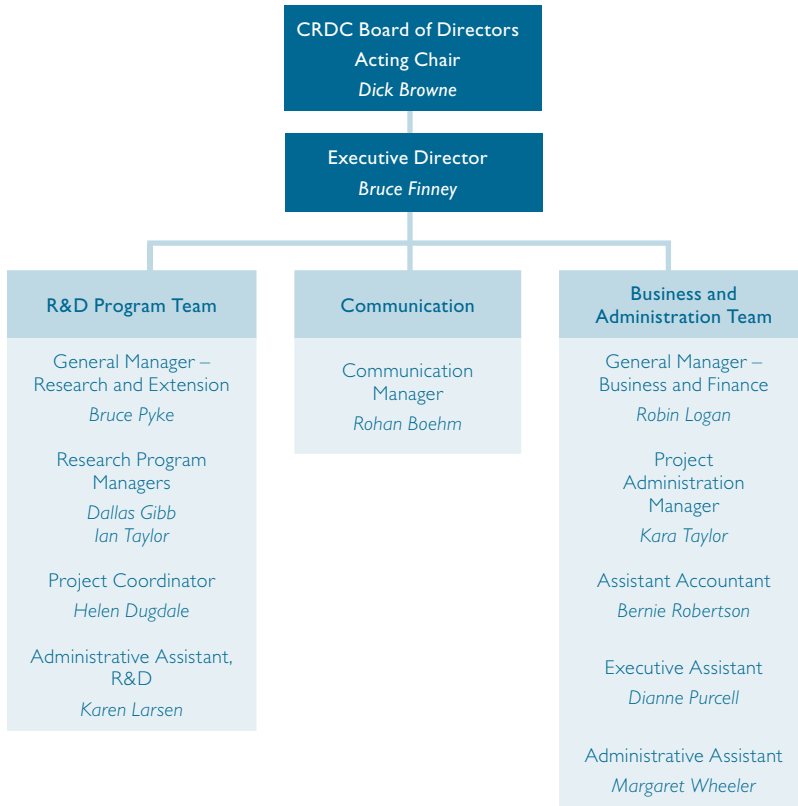 CRDC Board of Directors
Acting Chair
Dick Browne
Executive Director
Bruce Finney
R&D Program Team
General Manager –
Research and Extension
Bruce Pyke
Research Program
Managers
Dallas Gibb
Ian Taylor
Project Coordinator
Helen Dugdale
Administrative Assistant,
R&D
Karen Larsen
Communication
Communication
Manager
Rohan Boehm
Business and
Administration Team
General Manager –
Business and Finance
Robin Logan
Project
Administration
Manager
Kara Taylor
Assistant Accountant
Bernie Robertson
Executive Assistant
Dianne Purcell
Administrative Assistant
Margaret Wheeler